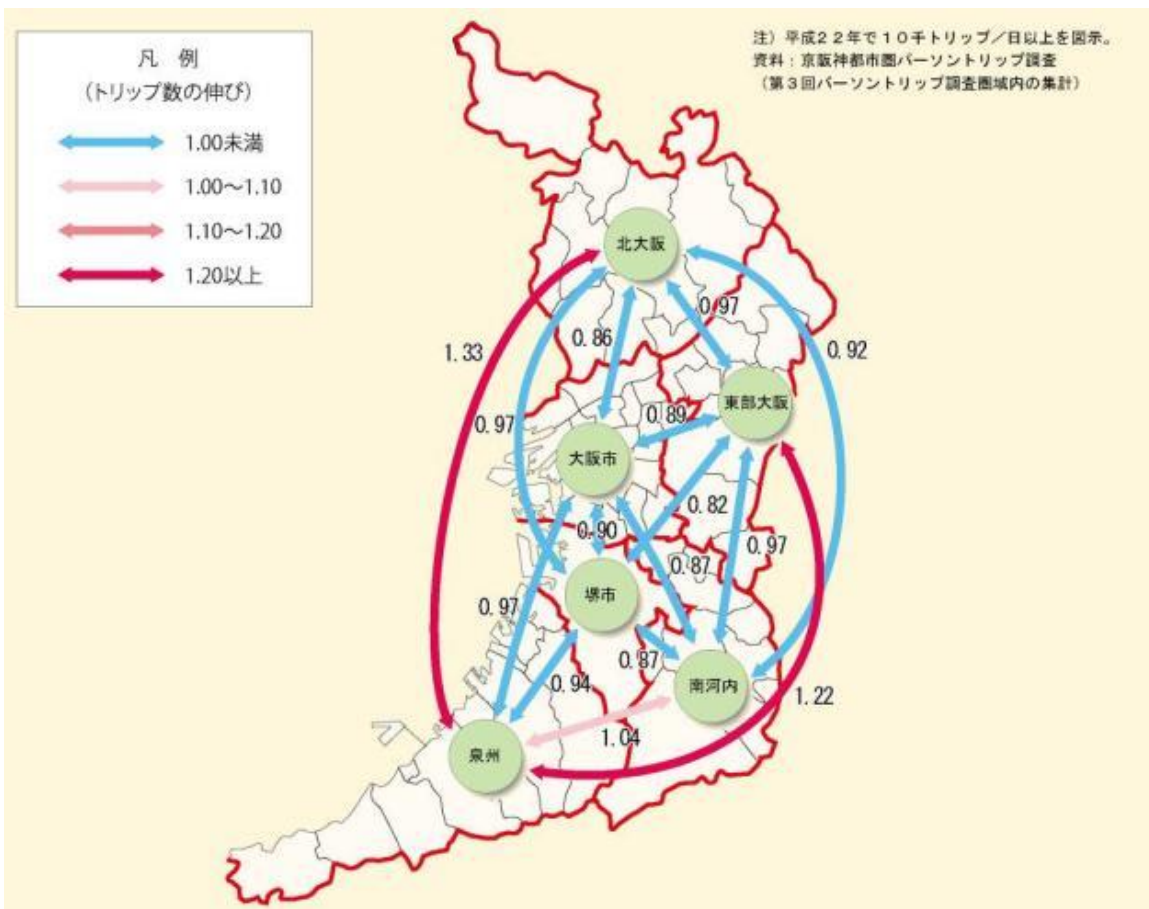 凡 例
(トリップ数の伸び)
1.00未満
1.00～1.10
1.10～1.20
1.20以上
注）平成２２年で１０千トリップ／日以上を図示。
資料：京阪神都市圏パーソントリップ調査
（第３回パーソントリップ調査圏域内の集計）
北大阪
0.97
0.86
1.33
0.92
東部大阪
0.89
0.97
大阪市
0.82
0.90
0.97
0.87
堺市
0.97
0.87
0.94
南河内
1.22
1.04
泉州